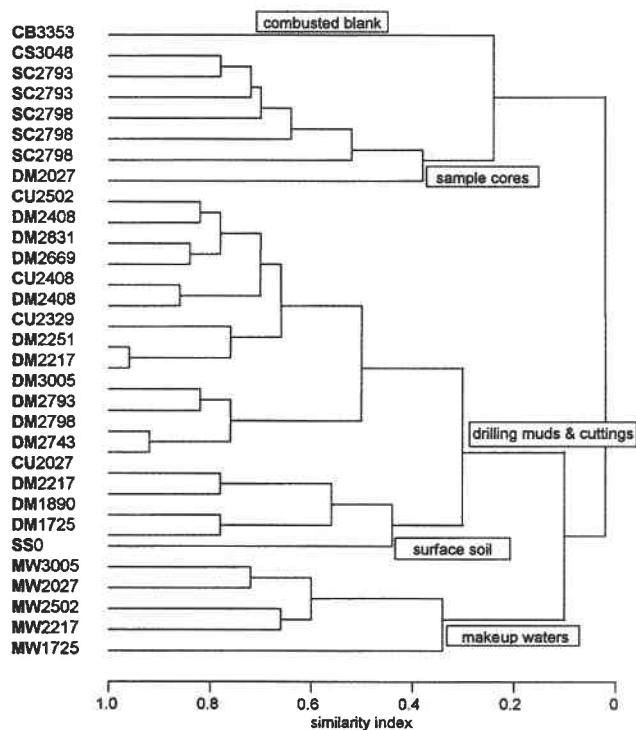 combusted blank
CB3353
CS3048
SC2793
SC2793
SC2798
SC2798
SC2798
sample cores
DM2027
CU2502
DM2408
DM2831
DM2669
CU2408
DM2408
CU2329
DM2251
DM2217
DM3005
DM2793
DM2798
drilling muds & cuttings
DM2743
CU2027
DM2217
DM1890
DM1725
SS0
surface soil
MW3005
MW2027
MW2502
MW2217
makeup waters
MW1725
1.0 0.8 0.6 0.4 0.2 0
similarity index